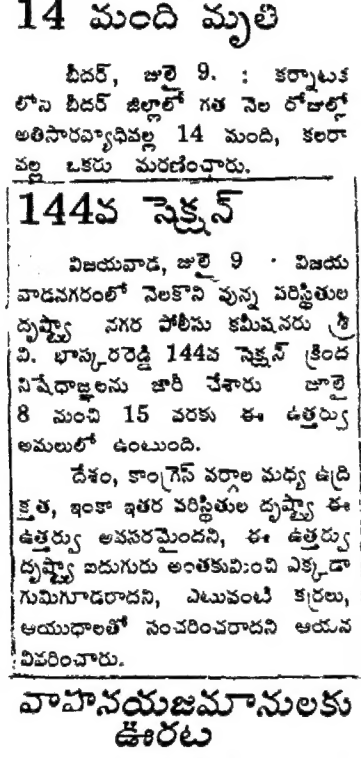 14 మంది మృతి
బీదర్, జులై 9. : కర్నాటక
లోని బీదర్ జిల్లాలో గత నెల రోజుల్లో
అతిసారవ్యాధివల్ల 14 మంది, కలరా
వల్ల ఒకరు మరణించారు.
144వ సెక్షన్
విజయవాడ, జులై 9 : విజయ
వాడనగరంలో నెలకొని వున్న పరిస్థితుల
దృష్ట్యా నగర పోలీసు కమీషనరు శ్రీ
వి. భాస్కరరెడ్డి 144వ సెక్షన్ క్రింద
నిషేధాజ్ఞలను జారీ చేశారు జూలై
8 నుంచి 15 వరకు ఈ ఉత్తర్వు
అమలులో ఉంటుంది.
దేశం, కాంగ్రెస్ వర్గాల మధ్య ఉద్రి
క్తత, ఇంకా ఇతర పరిస్థితుల దృష్ట్యా ఈ
ఉత్తర్వు అవసరమైందని, ఈ ఉత్తర్వు
దృష్ట్యా ఐదుగురు అంతకుమించి ఎక్కడా
గుమిగూడరాదని, ఎటువంటి కర్రలు,
ఆయుధాలతో సంచరించరాదని ఆయన
వివరించారు.
వాహనయజమానులకు
ఊరట